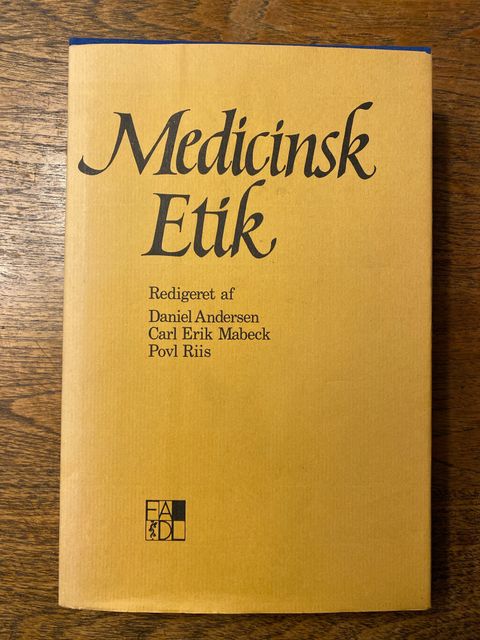 Medicinsk
Etik
Redigeret af
Daniel Andersen
Carl Erik Mabeck
Povl Riis
FA
DL